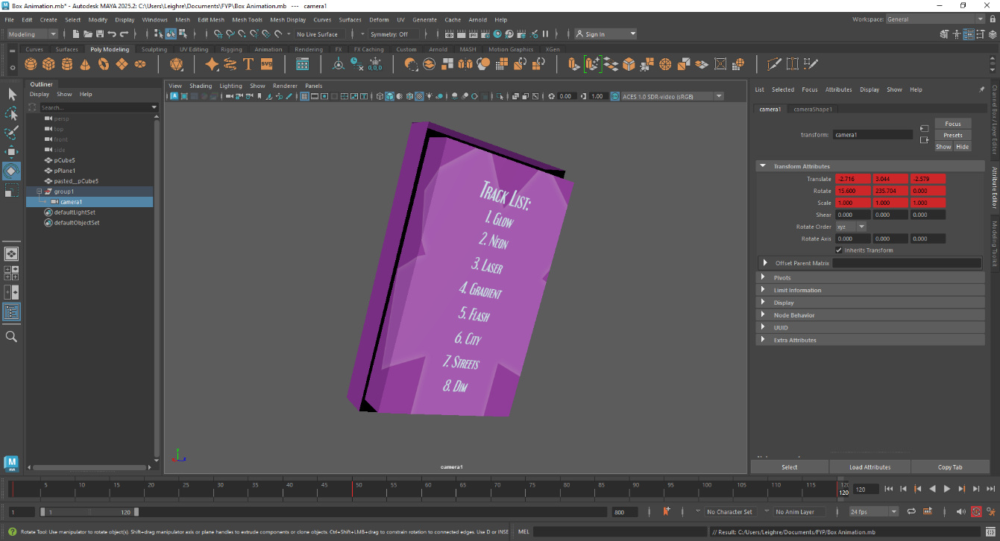 Box Animation.mb* - Autodesk MAYA 2025.2: C:\Users\Leighre\Documents\FYP\Box Animation.mb --- camera1
File Edit Create Select Modify Display Windows Mesh Edit Mesh Mesh Tools Mesh Display Curves Surfaces Deform UV Generate Cache Arnold Help
Workspace: General
Modeling No Live Surface Symmetry: Off Sign In
Curves Surfaces Poly Modeling Sculpting UV Editing Rigging Animation Rendering FX FX Caching Custom Arnold MASH Motion Graphics XGen
SVG
Outliner
Display Show Help
Search...
persp
top
front
side
pCube5
pPlane1
pasted__pCube5
group1
camera1
defaultLightSet
defaultObjectSet
View Shading Lighting Show Renderer Panels
0.00 1.00 ACES 1.0 SDR-video (sRGB)
Track List:
1. Glow
2. Neon
3. Laser
4. Gradient
5. Flash
6. City
7. Streets
8. Dim
camera1
List Selected Focus Attributes Display Show Help
camera1 cameraShape1
transform: camera1
Focus
Presets
Show Hide
Transform Attributes
Translate -2.716 3.044 -2.579
Rotate 15.600 235.704 0.000
Scale 1.000 1.000 1.000
Shear 0.000 0.000 0.000
Rotate Order xyz
Rotate Axis 0.000 0.000 0.000
Inherits Transform
Offset Parent Matrix
Pivots
Limit Information
Display
Node Behavior
UUID
Extra Attributes
Select Load Attributes Copy Tab
Channel Box / Layer Editor
Attribute Editor
Modeling Toolkit
5 10 15 20 25 30 35 40 45 50 55 60 65 70 75 80 85 90 95 100 105 110 115 120
120
120
1 1 120 800 No Character Set No Anim Layer 24 fps
Rotate Tool: Use manipulator to rotate object(s). Shift+drag manipulator axis or plane handles to extrude components or clone objects. Ctrl+Shift+LMB+drag to constrain rotation to connected edges. Use D or INSE
MEL
// Result: C:/Users/Leighre/Documents/FYP/Box Animation.mb